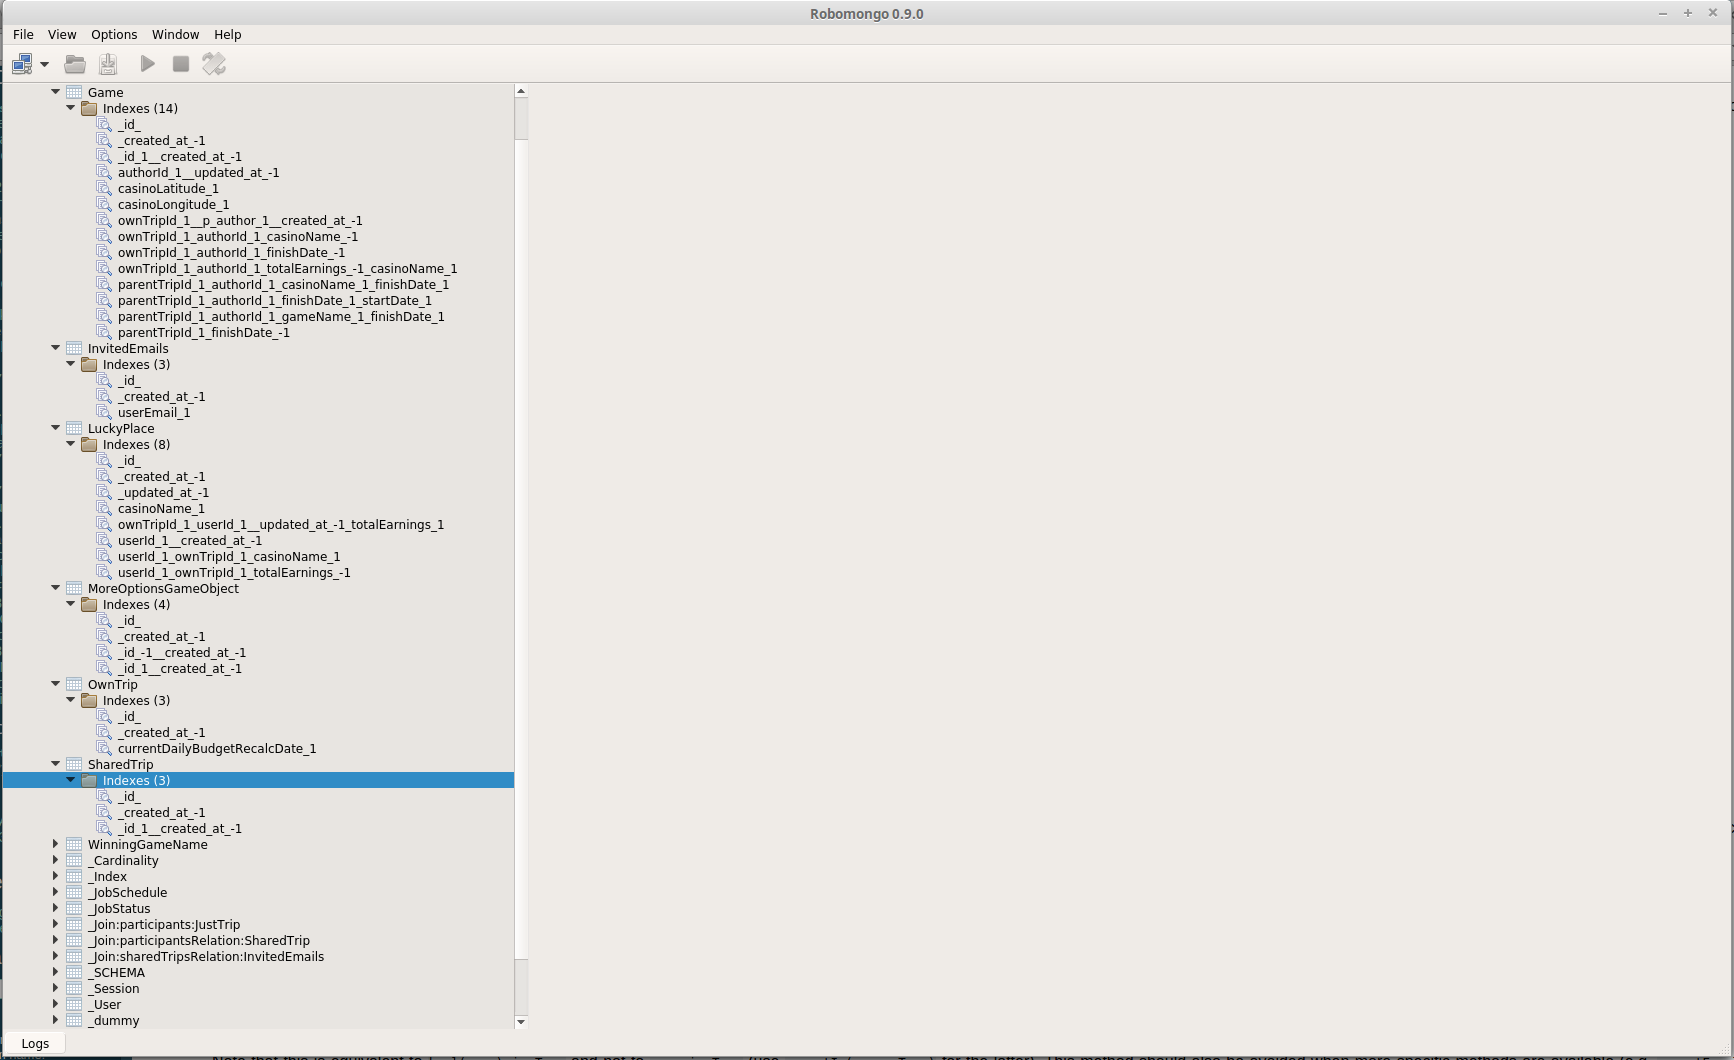 Robomongo 0.9.0
File View Options Window Help
Game
Indexes (14)
_id_
_created_at_-1
_id_1__created_at_-1
authorId_1__updated_at_-1
casinoLatitude_1
casinoLongitude_1
ownTripId_1__p_author_1__created_at_-1
ownTripId_1_authorId_1_casinoName_-1
ownTripId_1_authorId_1_finishDate_-1
ownTripId_1_authorId_1_totalEarnings_-1_casinoName_1
parentTripId_1_authorId_1_casinoName_1_finishDate_1
parentTripId_1_authorId_1_finishDate_1_startDate_1
parentTripId_1_authorId_1_gameName_1_finishDate_1
parentTripId_1_finishDate_-1
InvitedEmails
Indexes (3)
_id_
_created_at_-1
userEmail_1
LuckyPlace
Indexes (8)
_id_
_created_at_-1
_updated_at_-1
casinoName_1
ownTripId_1_userId_1__updated_at_-1_totalEarnings_1
userId_1__created_at_-1
userId_1_ownTripId_1_casinoName_1
userId_1_ownTripId_1_totalEarnings_-1
MoreOptionsGameObject
Indexes (4)
_id_
_created_at_-1
_id_-1__created_at_-1
_id_1__created_at_-1
OwnTrip
Indexes (3)
_id_
_created_at_-1
currentDailyBudgetRecalcDate_1
SharedTrip
Indexes (3)
_id_
_created_at_-1
_id_1__created_at_-1
WinningGameName
_Cardinality
_Index
_JobSchedule
_JobStatus
_Join:participants:JustTrip
_Join:participantsRelation:SharedTrip
_Join:sharedTripsRelation:InvitedEmails
_SCHEMA
_Session
_User
_dummy
Logs